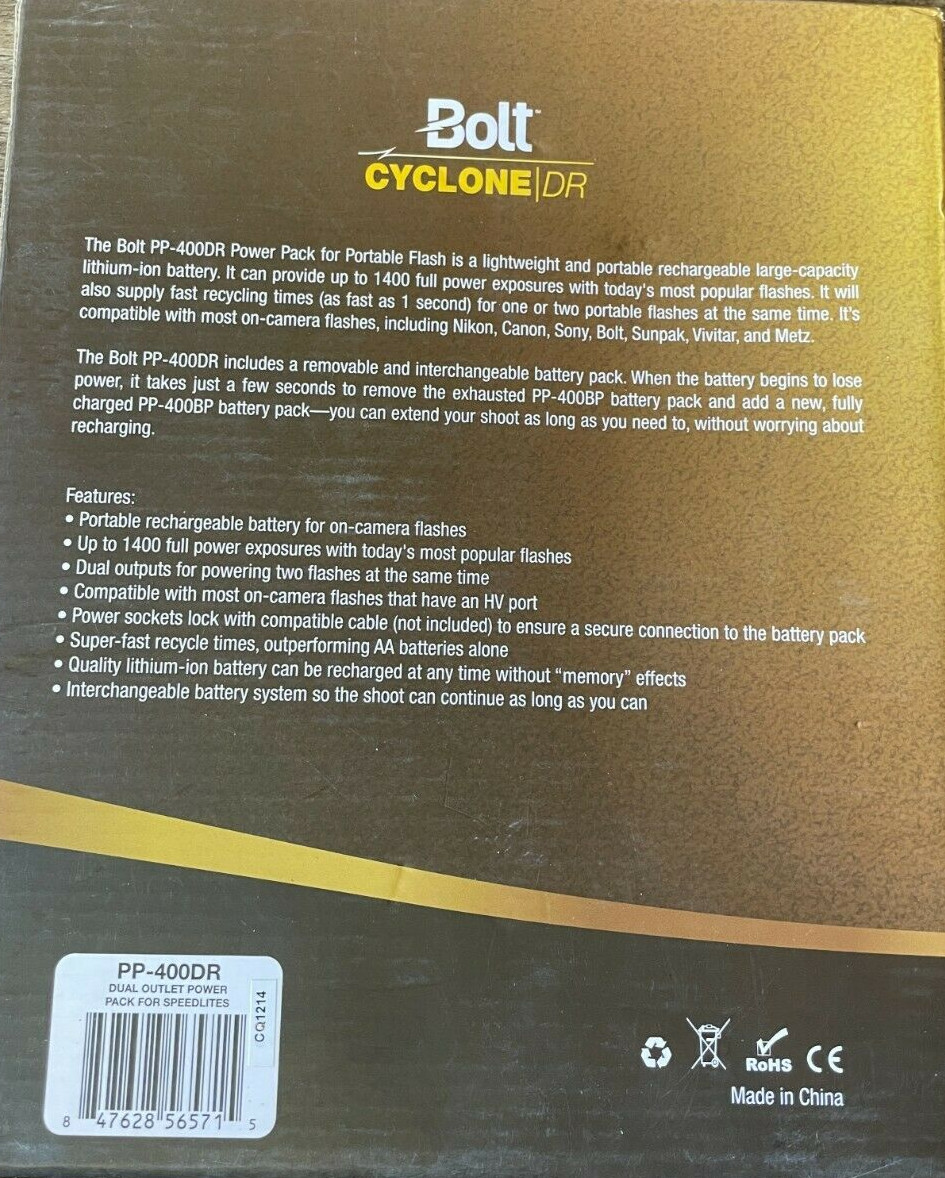 Bolt™
CYCLONE|DR
The Bolt PP-400DR Power Pack for Portable Flash is a lightweight and portable rechargeable large-capacity
lithium-ion battery. It can provide up to 1400 full power exposures with today's most popular flashes. It will
also supply fast recycling times (as fast as 1 second) for one or two portable flashes at the same time. It's
compatible with most on-camera flashes, including Nikon, Canon, Sony, Bolt, Sunpak, Vivitar, and Metz.
The Bolt PP-400DR includes a removable and interchangeable battery pack. When the battery begins to lose
power, it takes just a few seconds to remove the exhausted PP-400BP battery pack and add a new, fully
charged PP-400BP battery pack—you can extend your shoot as long as you need to, without worrying about
recharging.
Features:
• Portable rechargeable battery for on-camera flashes
• Up to 1400 full power exposures with today's most popular flashes
• Dual outputs for powering two flashes at the same time
• Compatible with most on-camera flashes that have an HV port
• Power sockets lock with compatible cable (not included) to ensure a secure connection to the battery pack
• Super-fast recycle times, outperforming AA batteries alone
• Quality lithium-ion battery can be recharged at any time without “memory” effects
• Interchangeable battery system so the shoot can continue as long as you can
PP-400DR
DUAL OUTLET POWER
PACK FOR SPEEDLITES
CQ1214
8 47628 56571 5
RoHS CE
Made in China